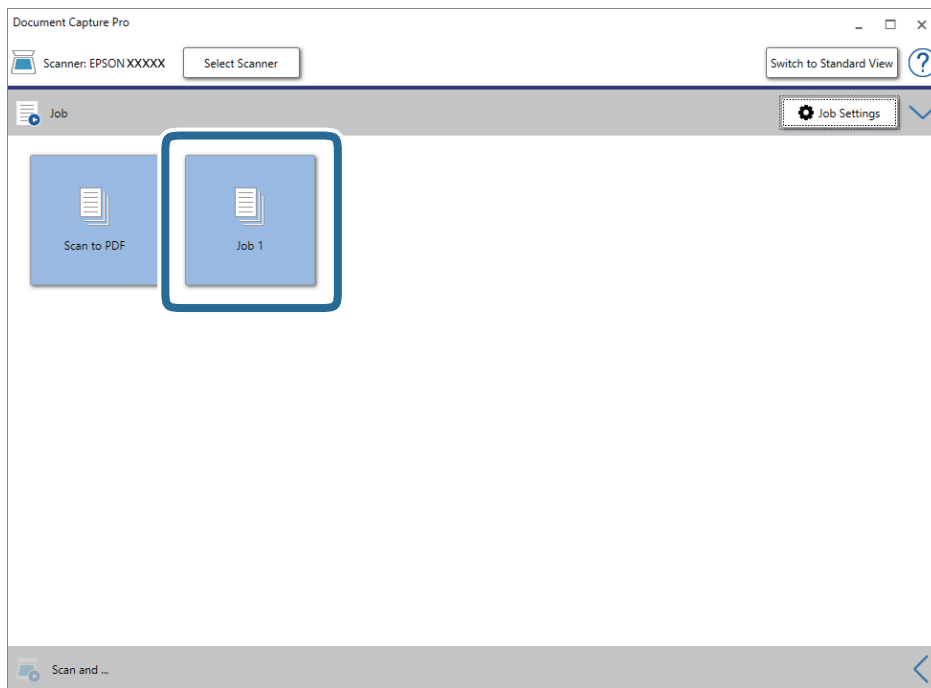 Document Capture Pro
Scanner: EPSON XXXXX Select Scanner Switch to Standard View ?
Job Job Settings
Scan to PDF Job 1
Scan and ...